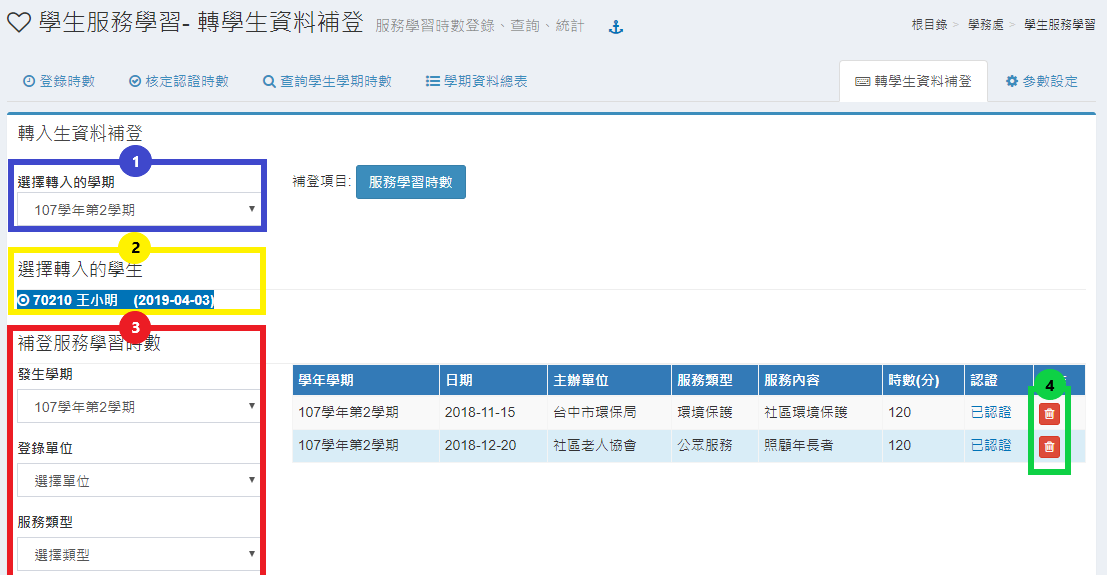 學生服務學習- 轉學生資料補登 服務學習時數登錄、查詢、統計
根目錄 > 學務處 > 學生服務學習
登錄時數 核定認證時數 查詢學生學期時數 學期資料總表 轉學生資料補登 參數設定
轉入生資料補登
1
選擇轉入的學期
107學年第2學期
補登項目: 服務學習時數
2
選擇轉入的學生
70210 王小明 (2019-04-03)
3
補登服務學習時數
發生學期
107學年第2學期
登錄單位
選擇單位
服務類型
選擇類型
學年學期 日期 主辦單位 服務類型 服務內容 時數(分) 認證
4
107學年第2學期 2018-11-15 台中市環保局 環境保護 社區環境保護 120 已認證
107學年第2學期 2018-12-20 社區老人協會 公眾服務 照顧年長者 120 已認證